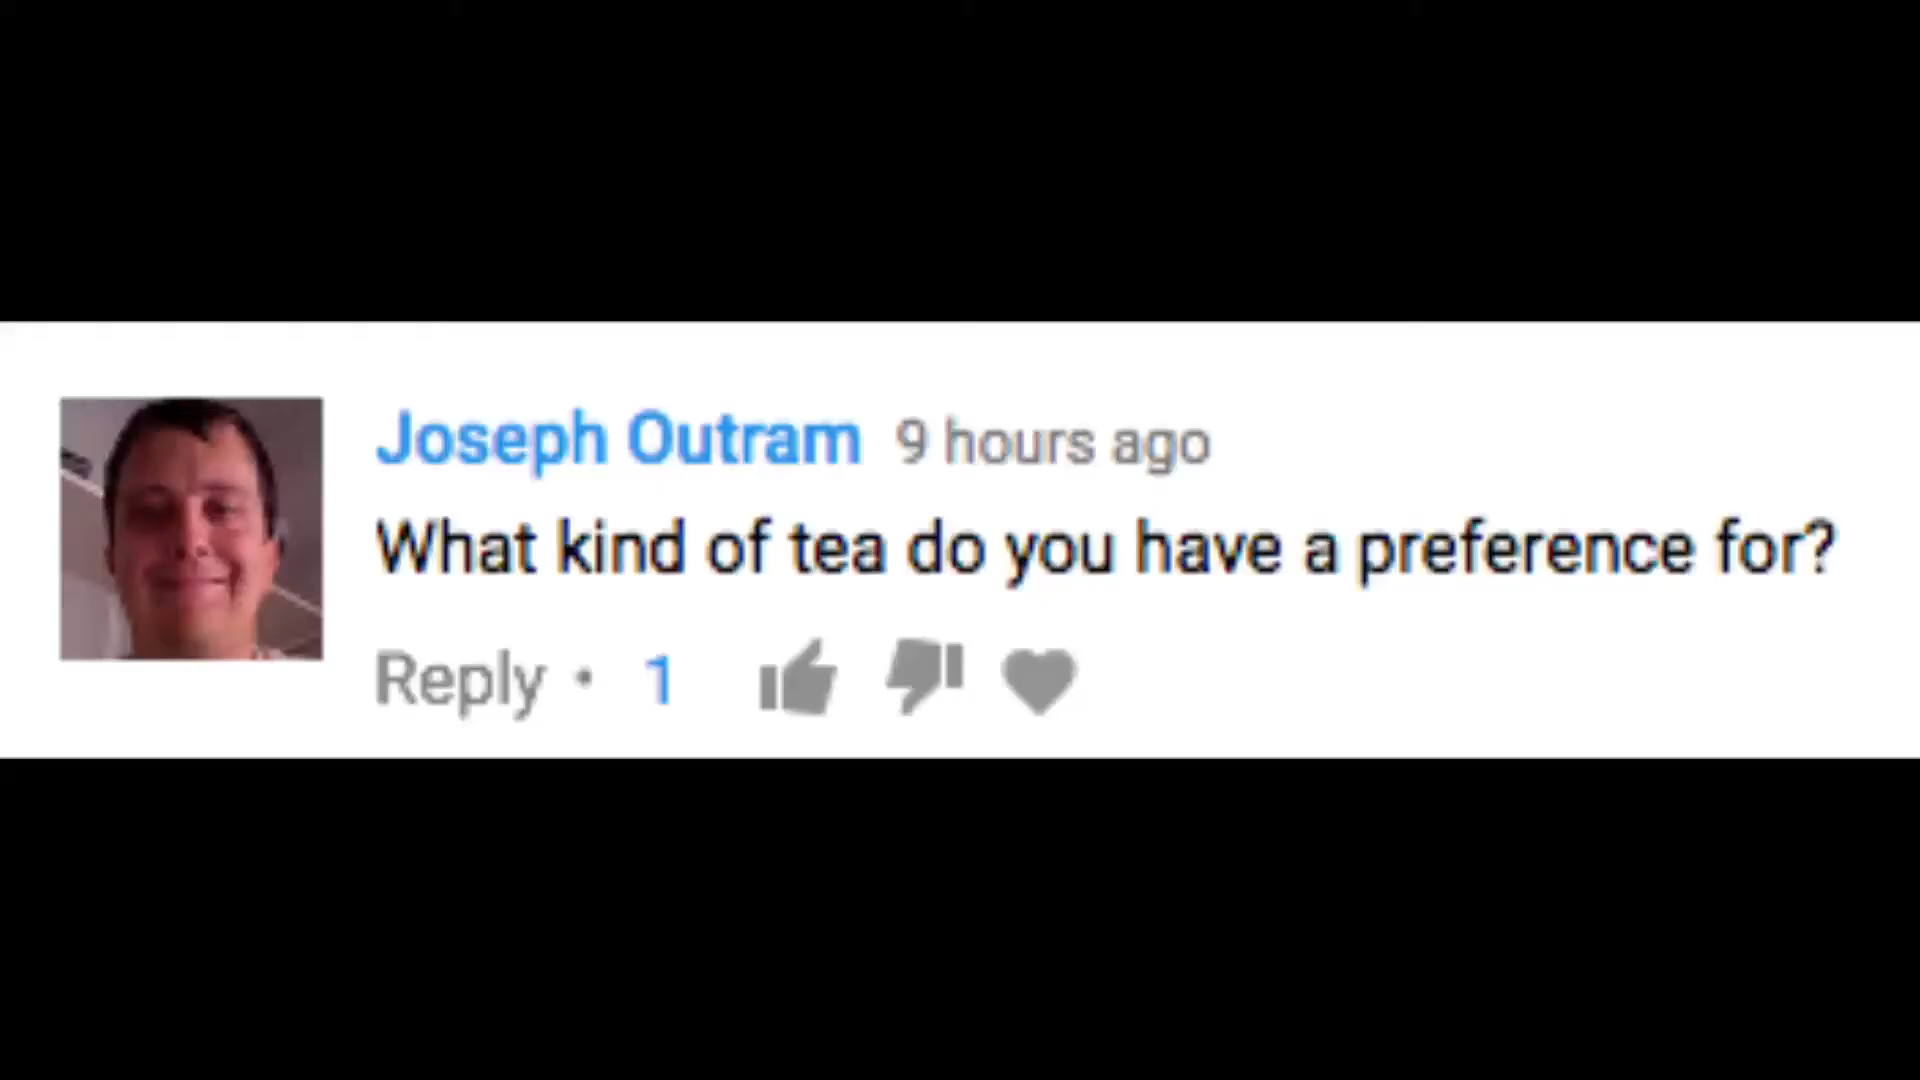 Joseph Outram 9 hours ago
What kind of tea do you have a preference for?
Reply • 1